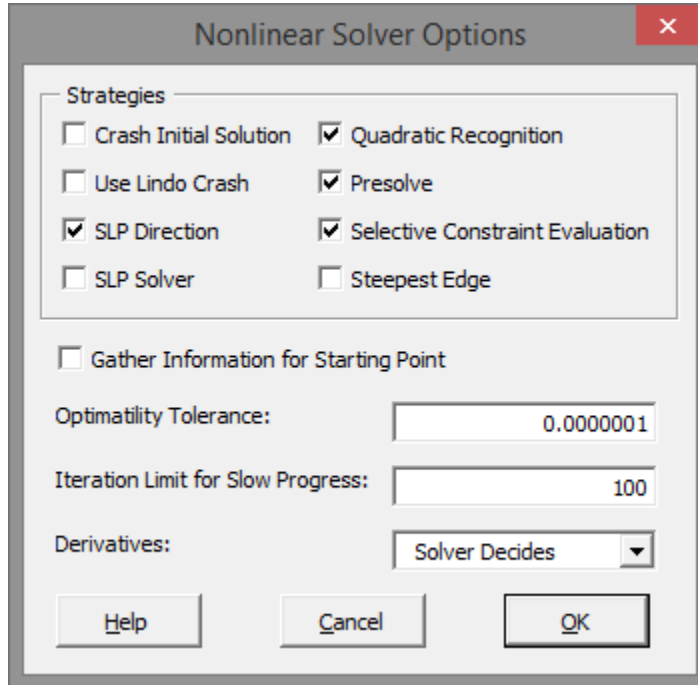 Nonlinear Solver Options
Strategies
Crash Initial Solution Quadratic Recognition
Use Lindo Crash Presolve
SLP Direction Selective Constraint Evaluation
SLP Solver Steepest Edge
Gather Information for Starting Point
Optimatility Tolerance: 0.0000001
Iteration Limit for Slow Progress: 100
Derivatives: Solver Decides
Help Cancel OK